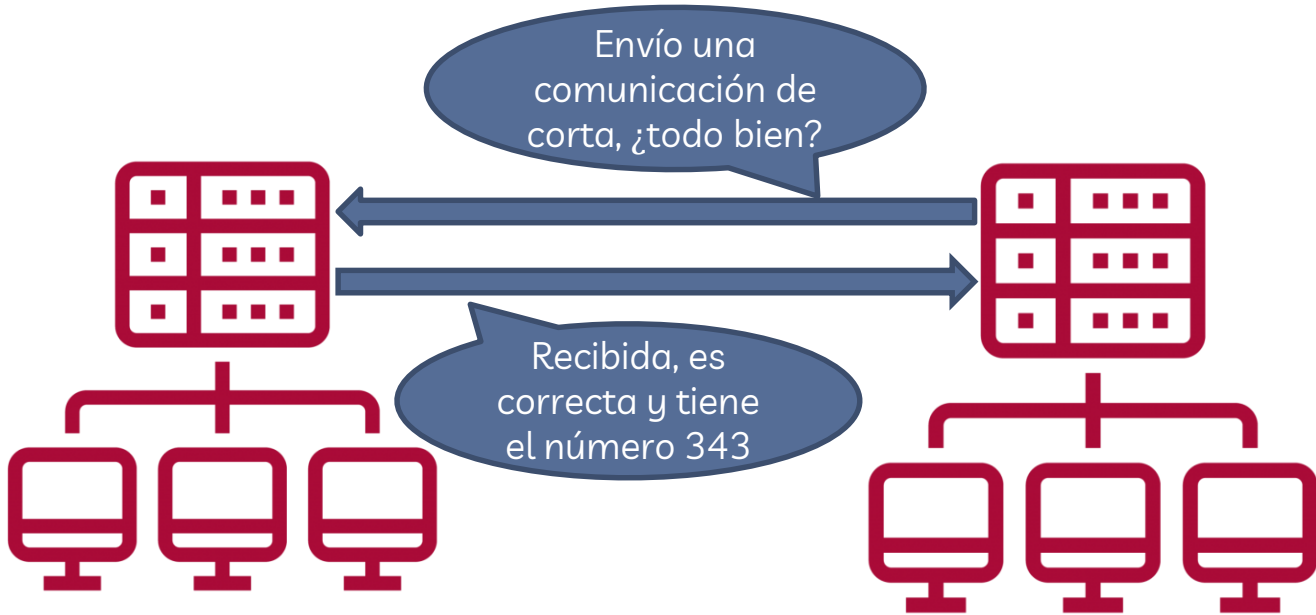 Envío una
comunicación de
corta, ¿todo bien?
Recibida, es
correcta y tiene
el número 343